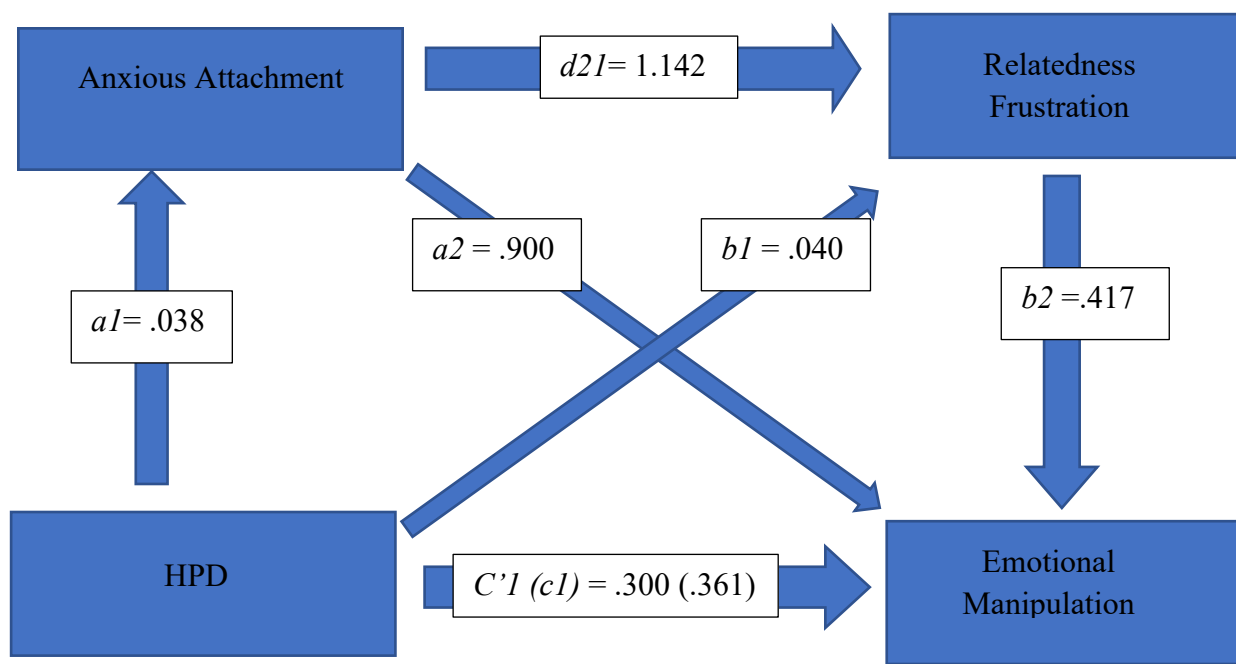 Anxious Attachment
d21= 1.142
Relatedness
Frustration
a2 = .900
b1 = .040
a1= .038
b2 =.417
HPD
C’1 (c1) = .300 (.361)
Emotional
Manipulation